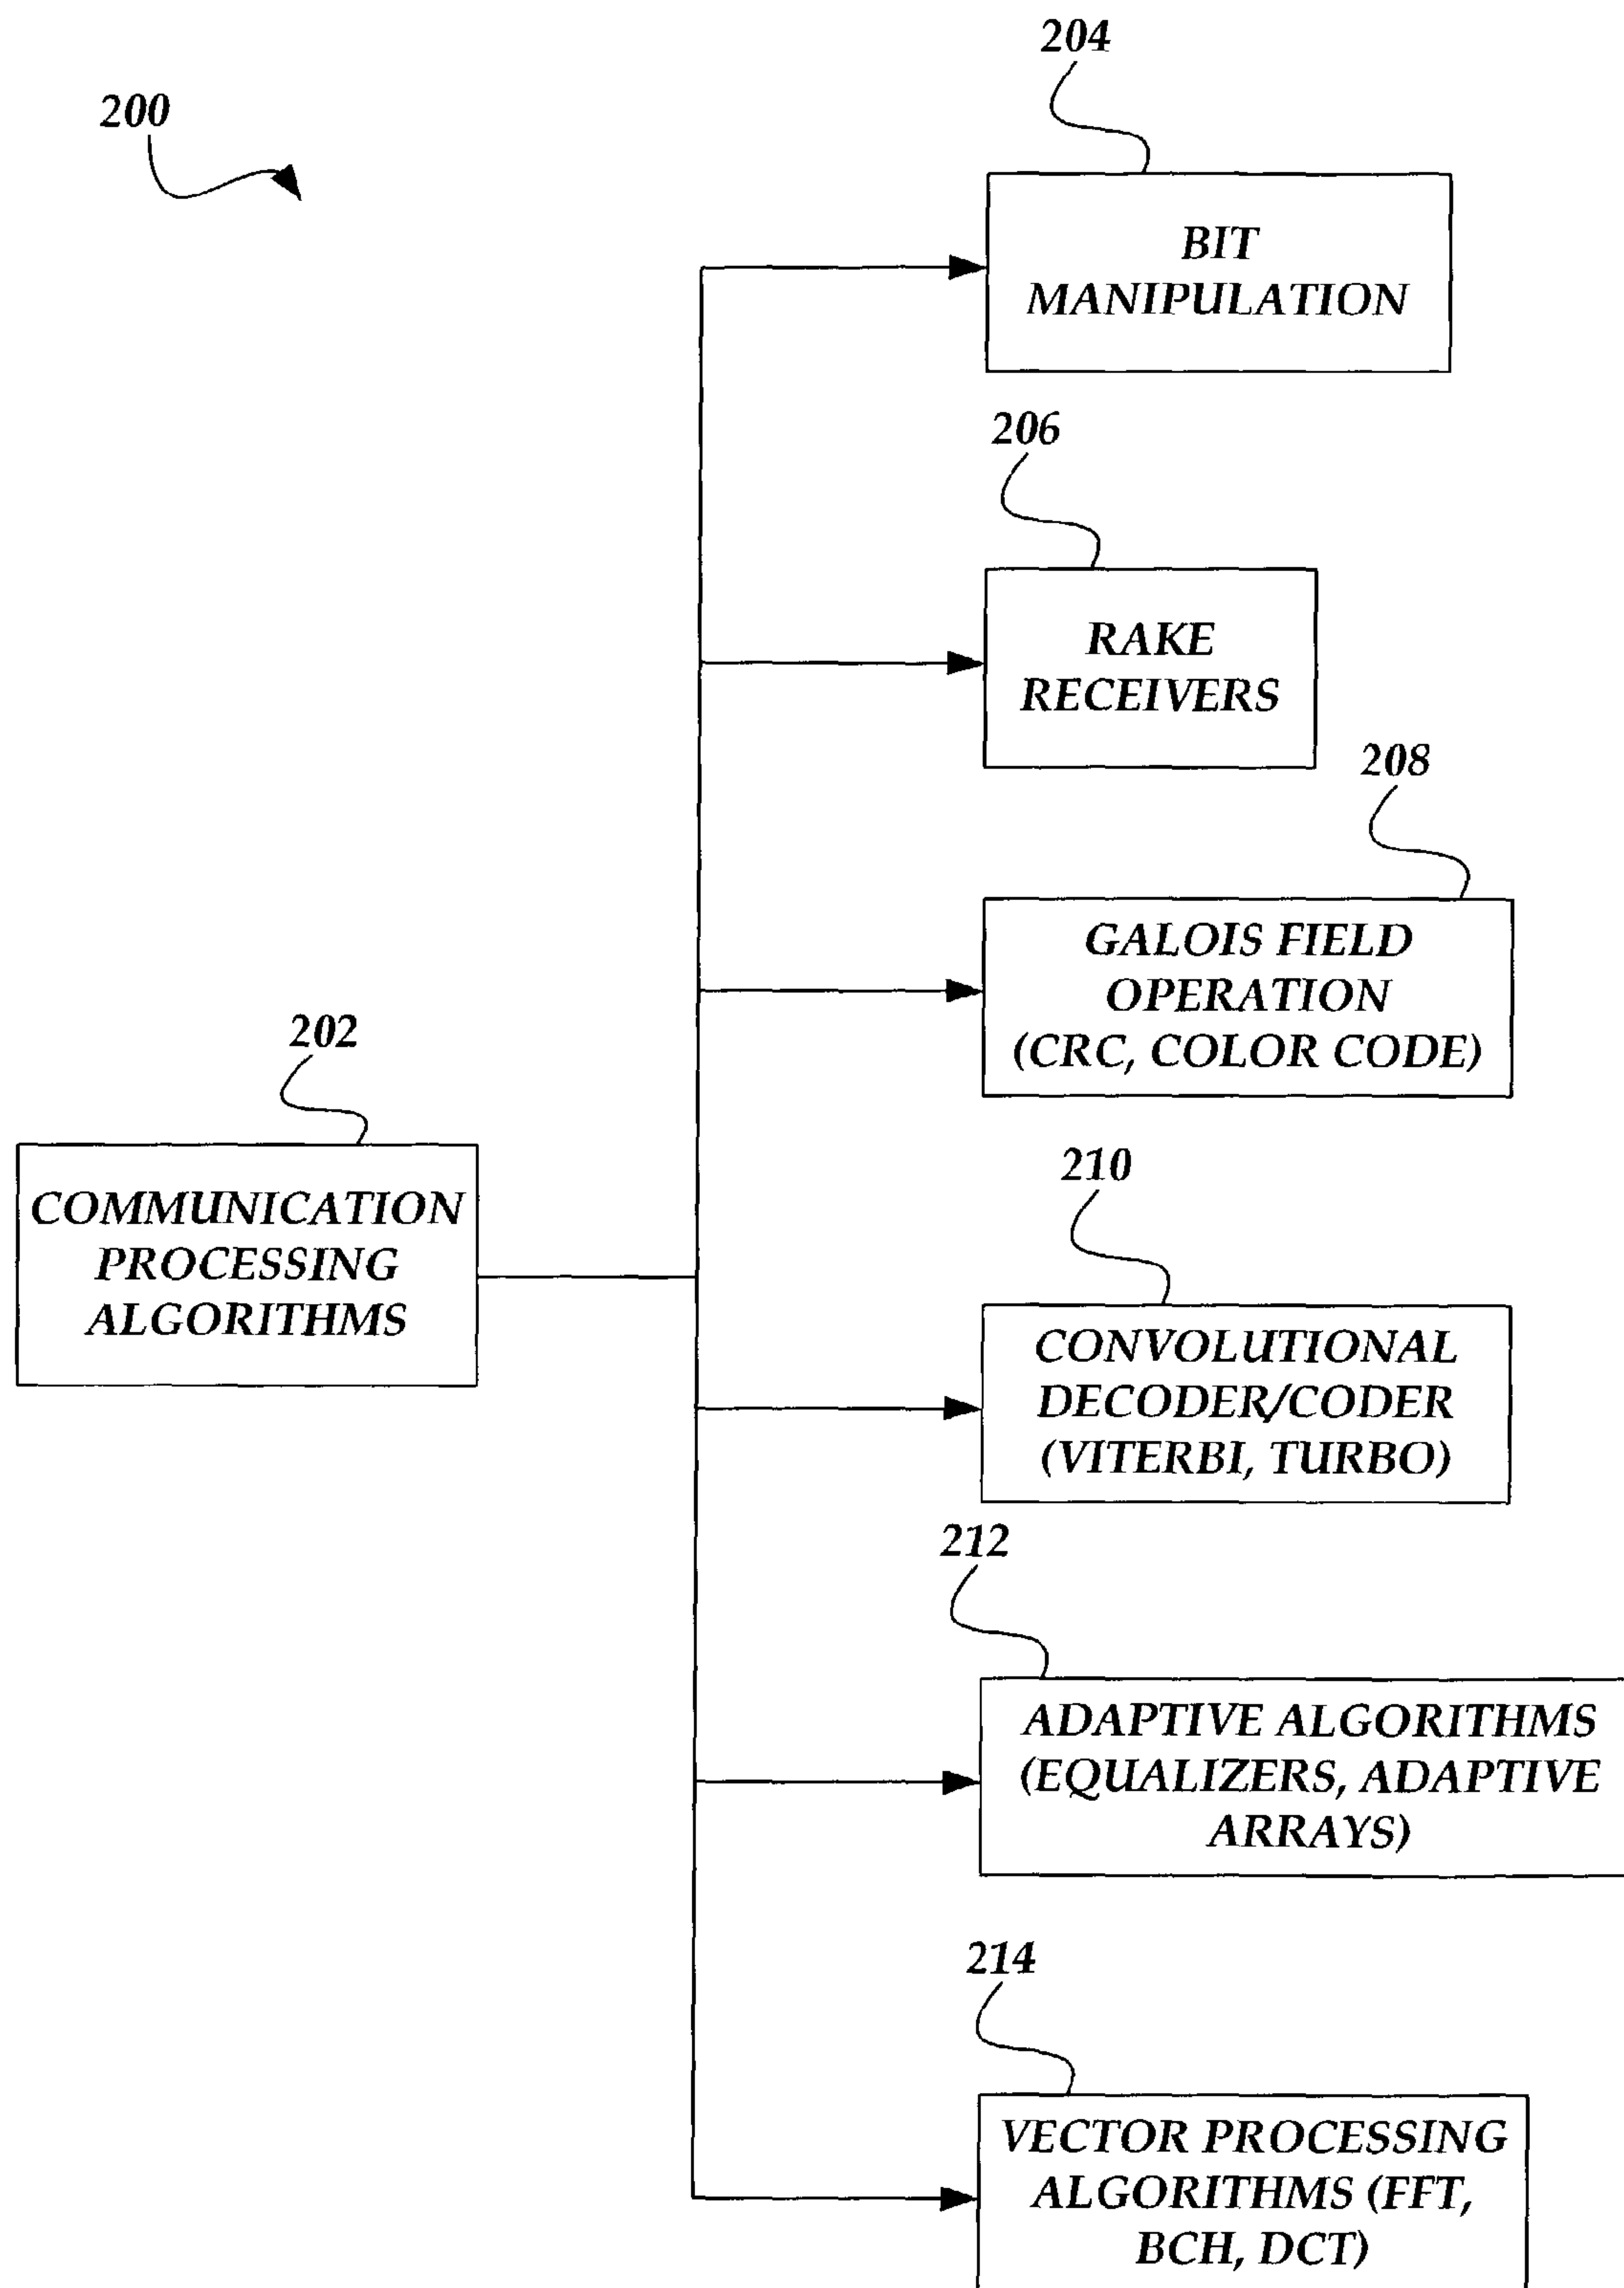 204
200
BIT
MANIPULATION
206
RAKE
RECEIVERS
208
GALOIS FIELD
OPERATION
(CRC, COLOR CODE)
202
COMMUNICATION
PROCESSING
ALGORITHMS
210
CONVOLUTIONAL
DECODER/CODER
(VITERBI, TURBO)
212
ADAPTIVE ALGORITHMS
(EQUALIZERS, ADAPTIVE
ARRAYS)
214
VECTOR PROCESSING
ALGORITHMS (FFT,
BCH, DCT)